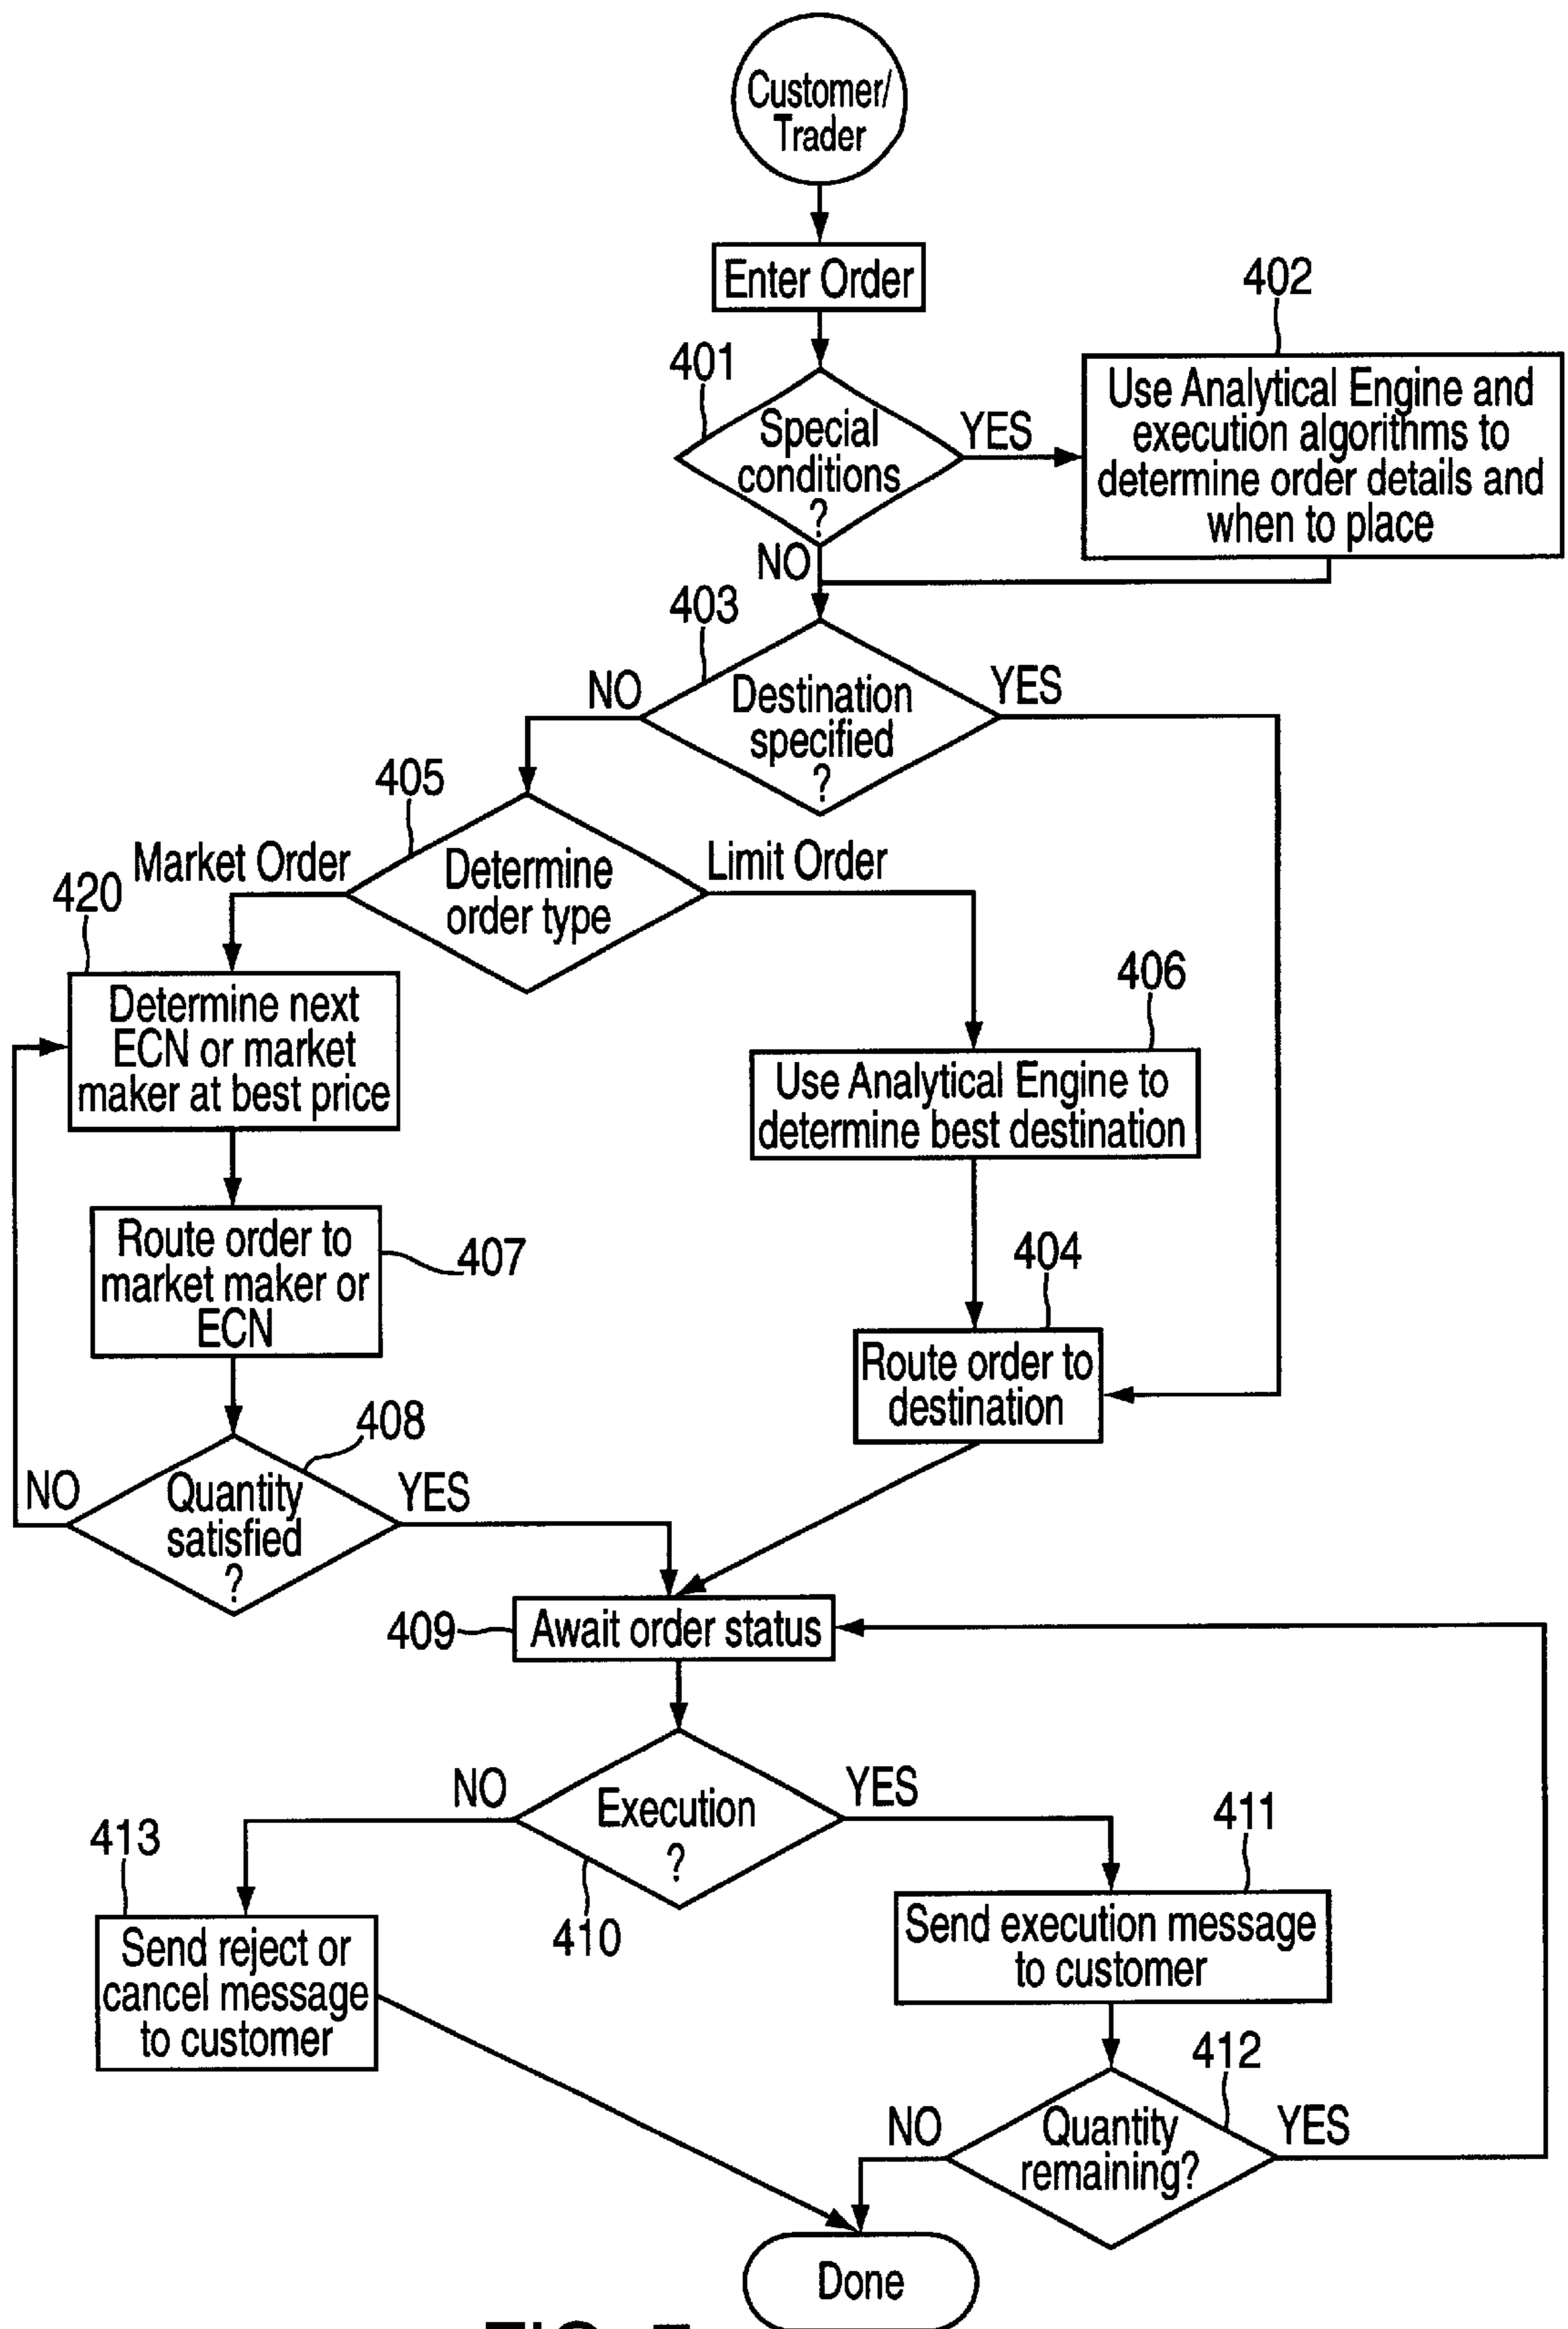 Customer/
Trader
Enter Order
401
Special
conditions
?
YES
NO
402
Use Analytical Engine and
execution algorithms to
determine order details and
when to place
403
NO
Destination
specified
?
YES
405
Market Order
Determine
order type
Limit Order
420
Determine next
ECN or market
maker at best price
406
Use Analytical Engine to
determine best destination
Route order to
market maker or
ECN
407
404
Route order to
destination
408
NO
Quantity
satisfied
?
YES
409
Await order status
NO
Execution
?
YES
410
413
Send reject or
cancel message
to customer
411
Send execution message
to customer
412
NO
Quantity
remaining?
YES
Done